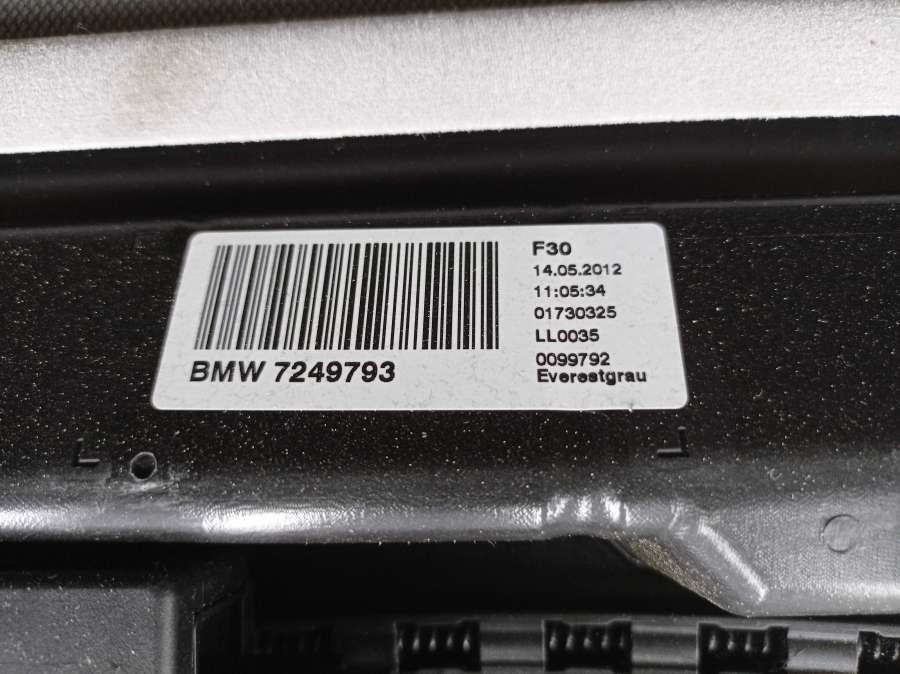 BMW 7249793
F30
14.05.2012
11:05:34
01730325
LL0035
0099792
Everestgrau